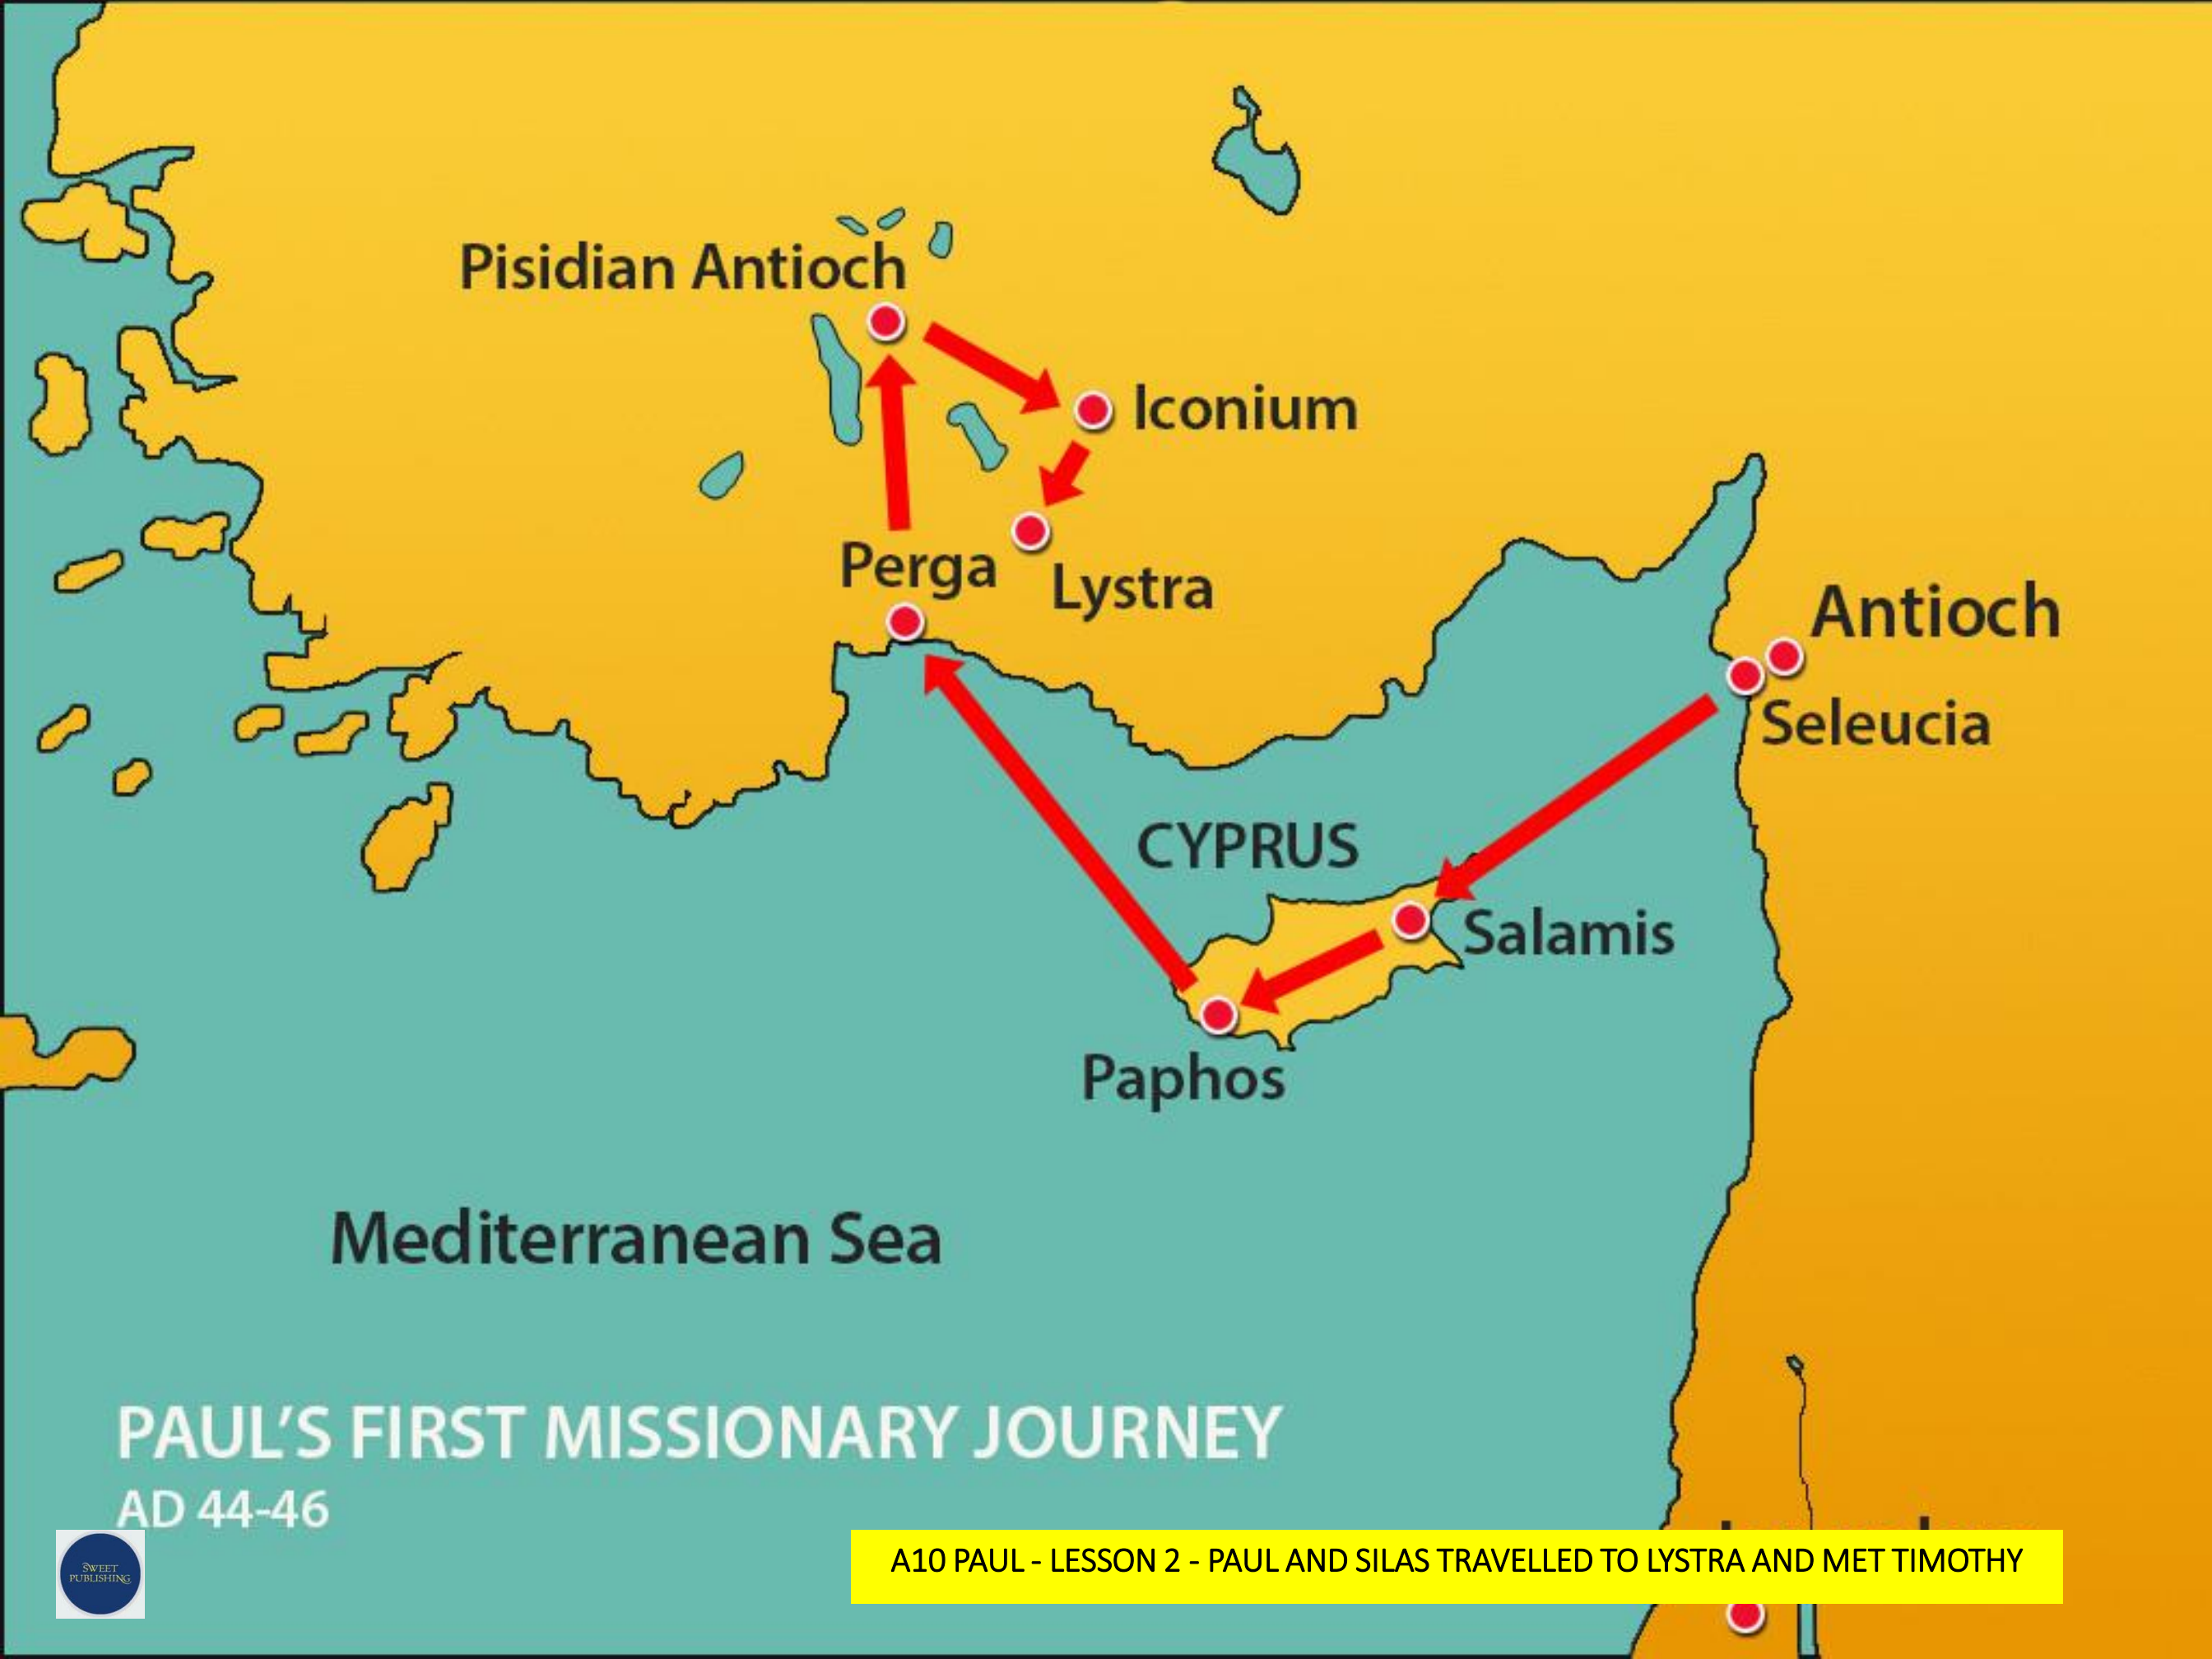 Pisidian Antioch
Iconium
Perga
Lystra
Antioch
Seleucia
CYPRUS
Salamis
Paphos
Mediterranean Sea
PAUL'S FIRST MISSIONARY JOURNEY
AD 44-46
SWEET
PUBLISHING
A10 PAUL - LESSON 2 - PAUL AND SILAS TRAVELLED TO LYSTRA AND MET TIMOTHY